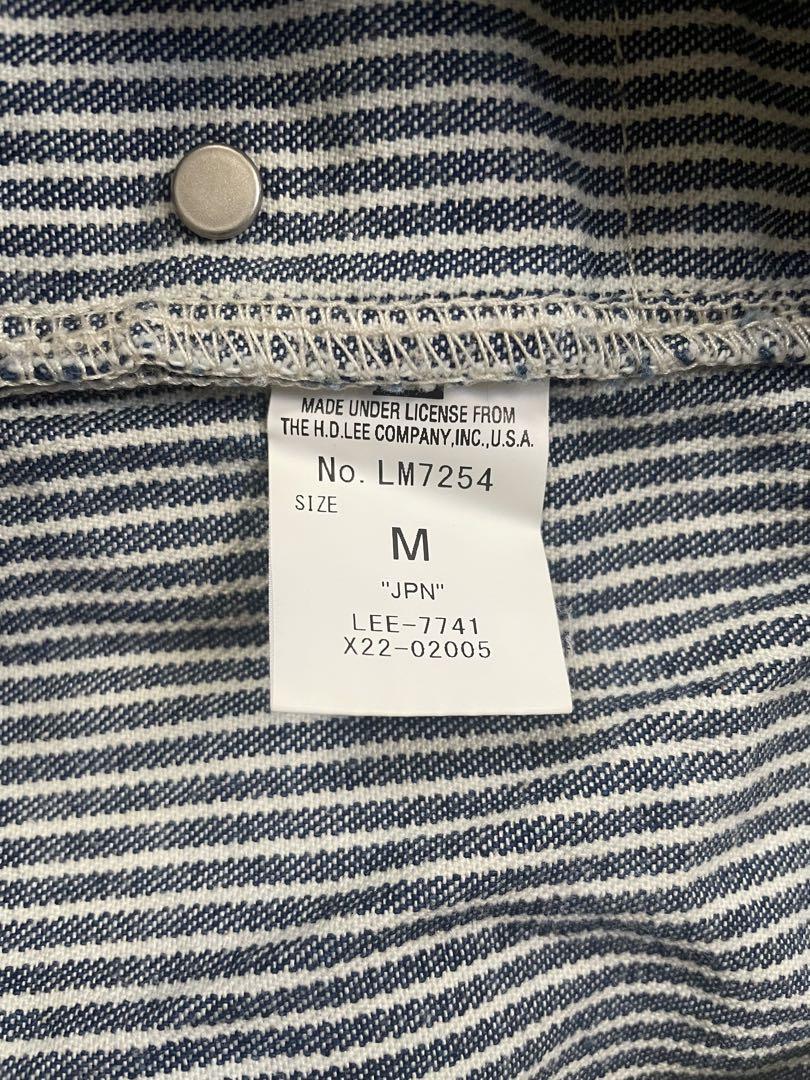 MADE UNDER LICENSE FROM
THE H.D.LEE COMPANY,INC.,U.S.A.
No. LM7254
SIZE
M
"JPN"
LEE-7741
X22-02005